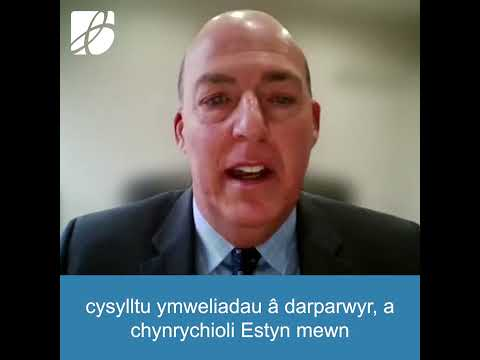 cysylltu ymweliadau â darparwyr, a
chynrychioli Estyn mewn